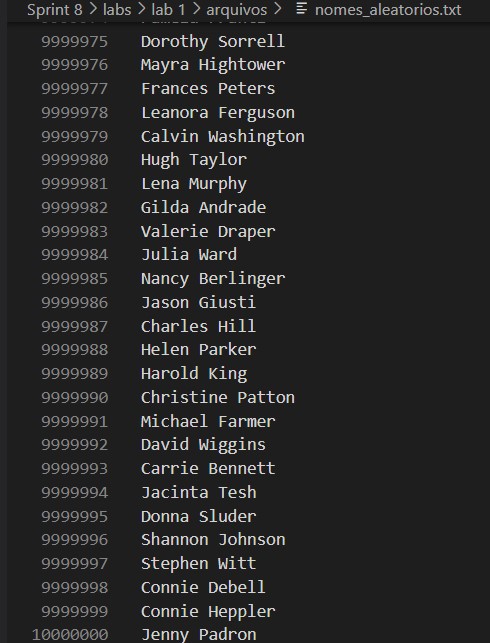 Sprint 8 > labs > lab 1 > arquivos > nomes_aleatorios.txt
9999975 Dorothy Sorrell
9999976 Mayra Hightower
9999977 Frances Peters
9999978 Leanora Ferguson
9999979 Calvin Washington
9999980 Hugh Taylor
9999981 Lena Murphy
9999982 Gilda Andrade
9999983 Valerie Draper
9999984 Julia Ward
9999985 Nancy Berlinger
9999986 Jason Giusti
9999987 Charles Hill
9999988 Helen Parker
9999989 Harold King
9999990 Christine Patton
9999991 Michael Farmer
9999992 David Wiggins
9999993 Carrie Bennett
9999994 Jacinta Tesh
9999995 Donna Sluder
9999996 Shannon Johnson
9999997 Stephen Witt
9999998 Connie Debell
9999999 Connie Heppler
10000000 Jenny Padron